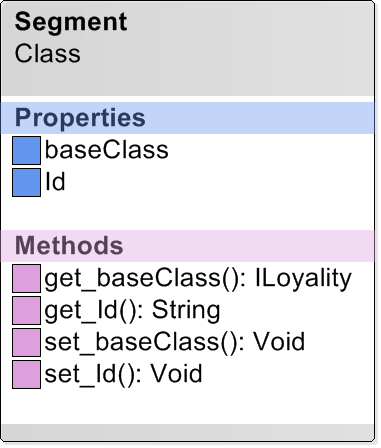 Segment
Class
Properties
baseClass
Id
Methods
get_baseClass(): ILoyality
get_Id(): String
set_baseClass(): Void
set_Id(): Void